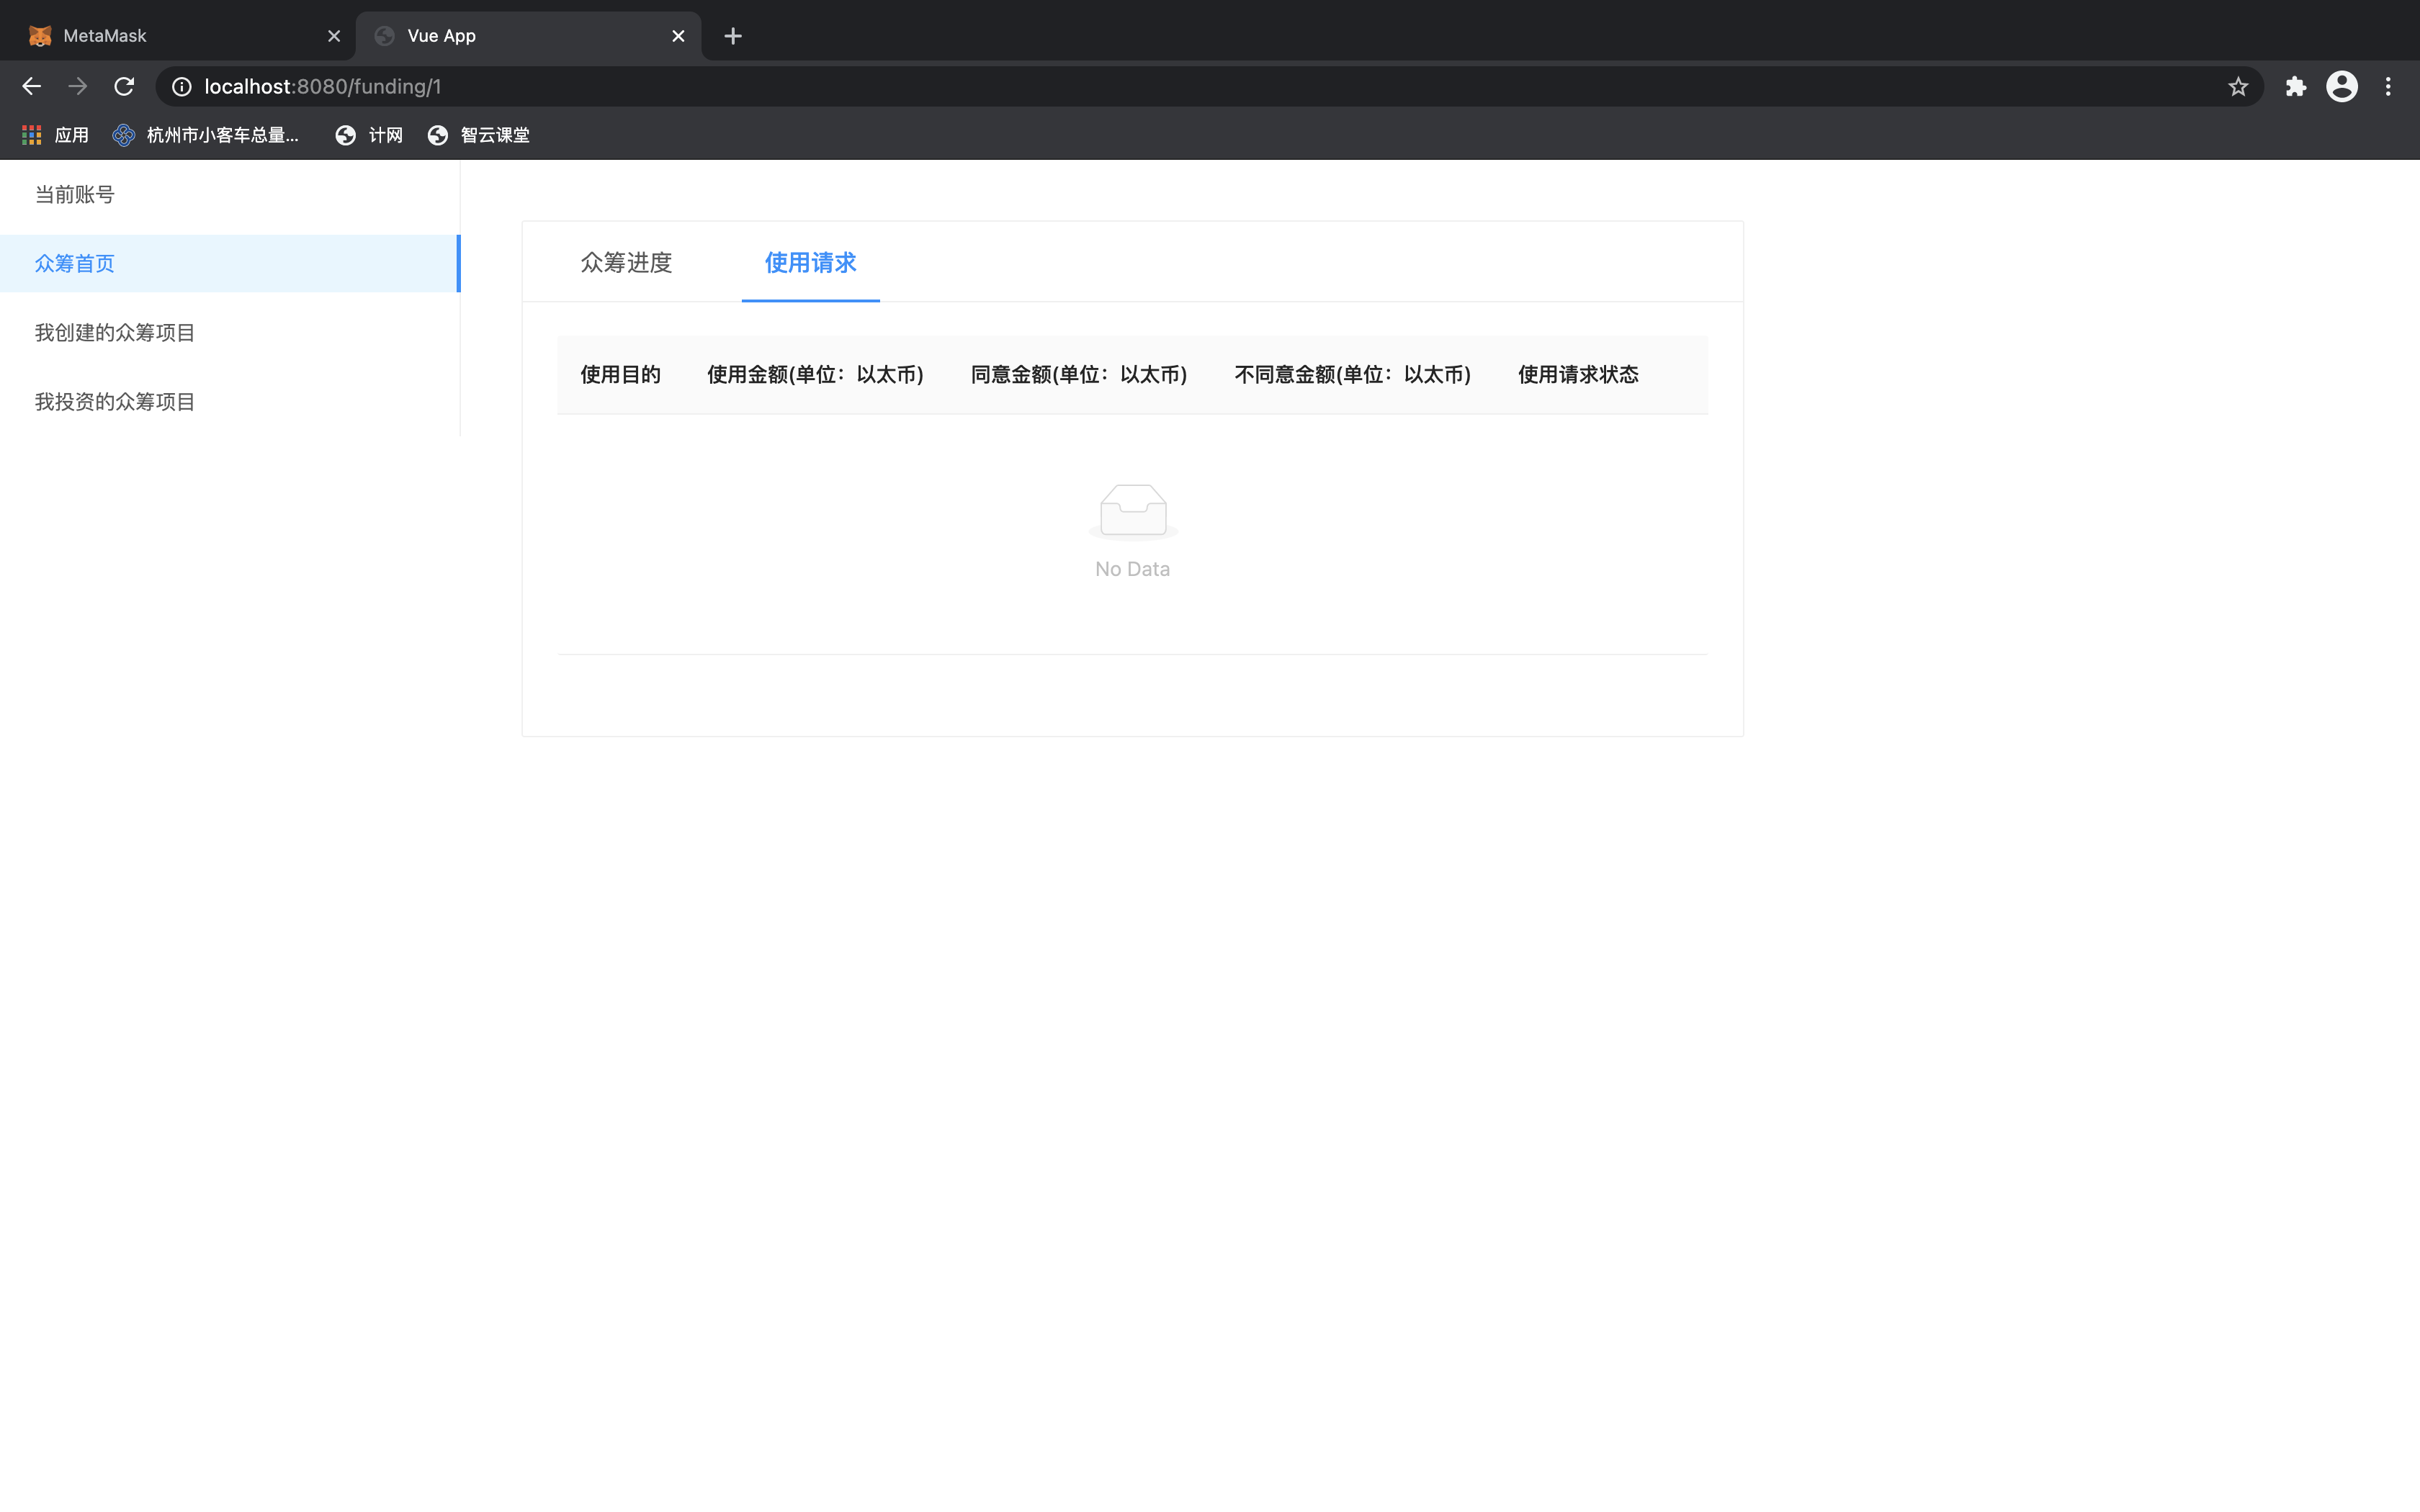 MetaMask
Vue App
localhost:8080/funding/1
应用
杭州市小客车总量...
计网
智云课堂
当前账号
众筹首页
我创建的众筹项目
我投资的众筹项目
众筹进度
使用请求
使用目的
使用金额(单位：以太币)
同意金额(单位：以太币)
不同意金额(单位：以太币)
使用请求状态
No Data